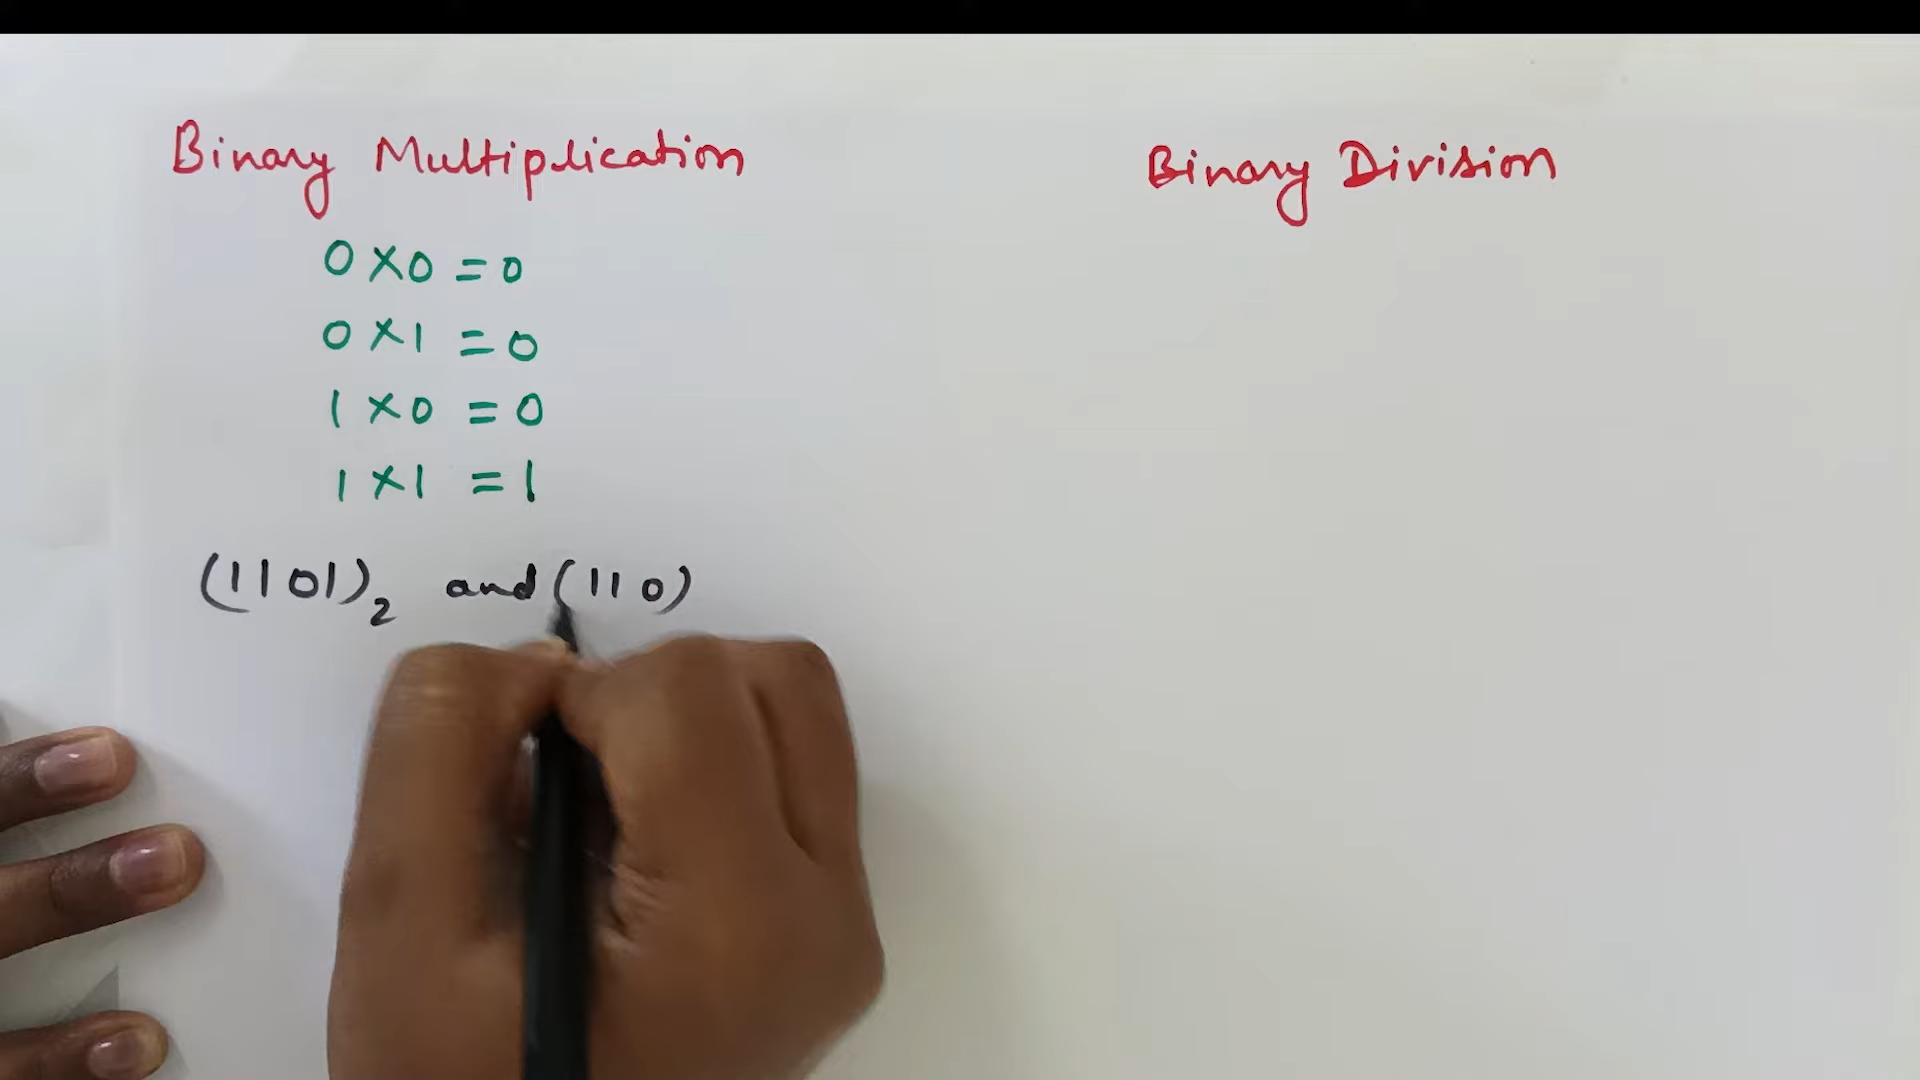 Binary Multiplication
0 × 0 = 0
0 × 1 = 0
1 × 0 = 0
1 × 1 = 1
(1101)₂ and (110)
Binary Division